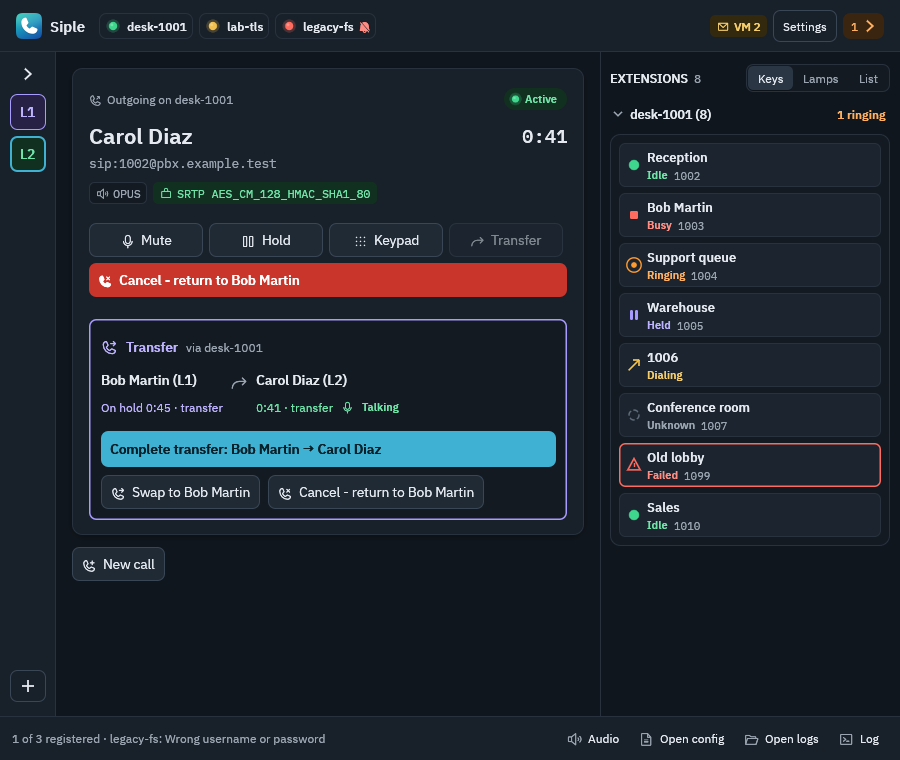 Siple
desk-1001
lab-tls
legacy-fs
VM 2
Settings
1
L1
L2
Outgoing on desk-1001
Active
Carol Diaz
0:41
sip:1002@pbx.example.test
OPUS
SRTP AES_CM_128_HMAC_SHA1_80
Mute
Hold
Keypad
Transfer
Cancel - return to Bob Martin
Transfer via desk-1001
Bob Martin (L1)
Carol Diaz (L2)
On hold 0:45 · transfer
0:41 · transfer
Talking
Complete transfer: Bob Martin → Carol Diaz
Swap to Bob Martin
Cancel - return to Bob Martin
New call
EXTENSIONS 8
Keys
Lamps
List
desk-1001 (8)
1 ringing
Reception
Idle 1002
Bob Martin
Busy 1003
Support queue
Ringing 1004
Warehouse
Held 1005
1006
Dialing
Conference room
Unknown 1007
Old lobby
Failed 1099
Sales
Idle 1010
1 of 3 registered · legacy-fs: Wrong username or password
Audio
Open config
Open logs
Log